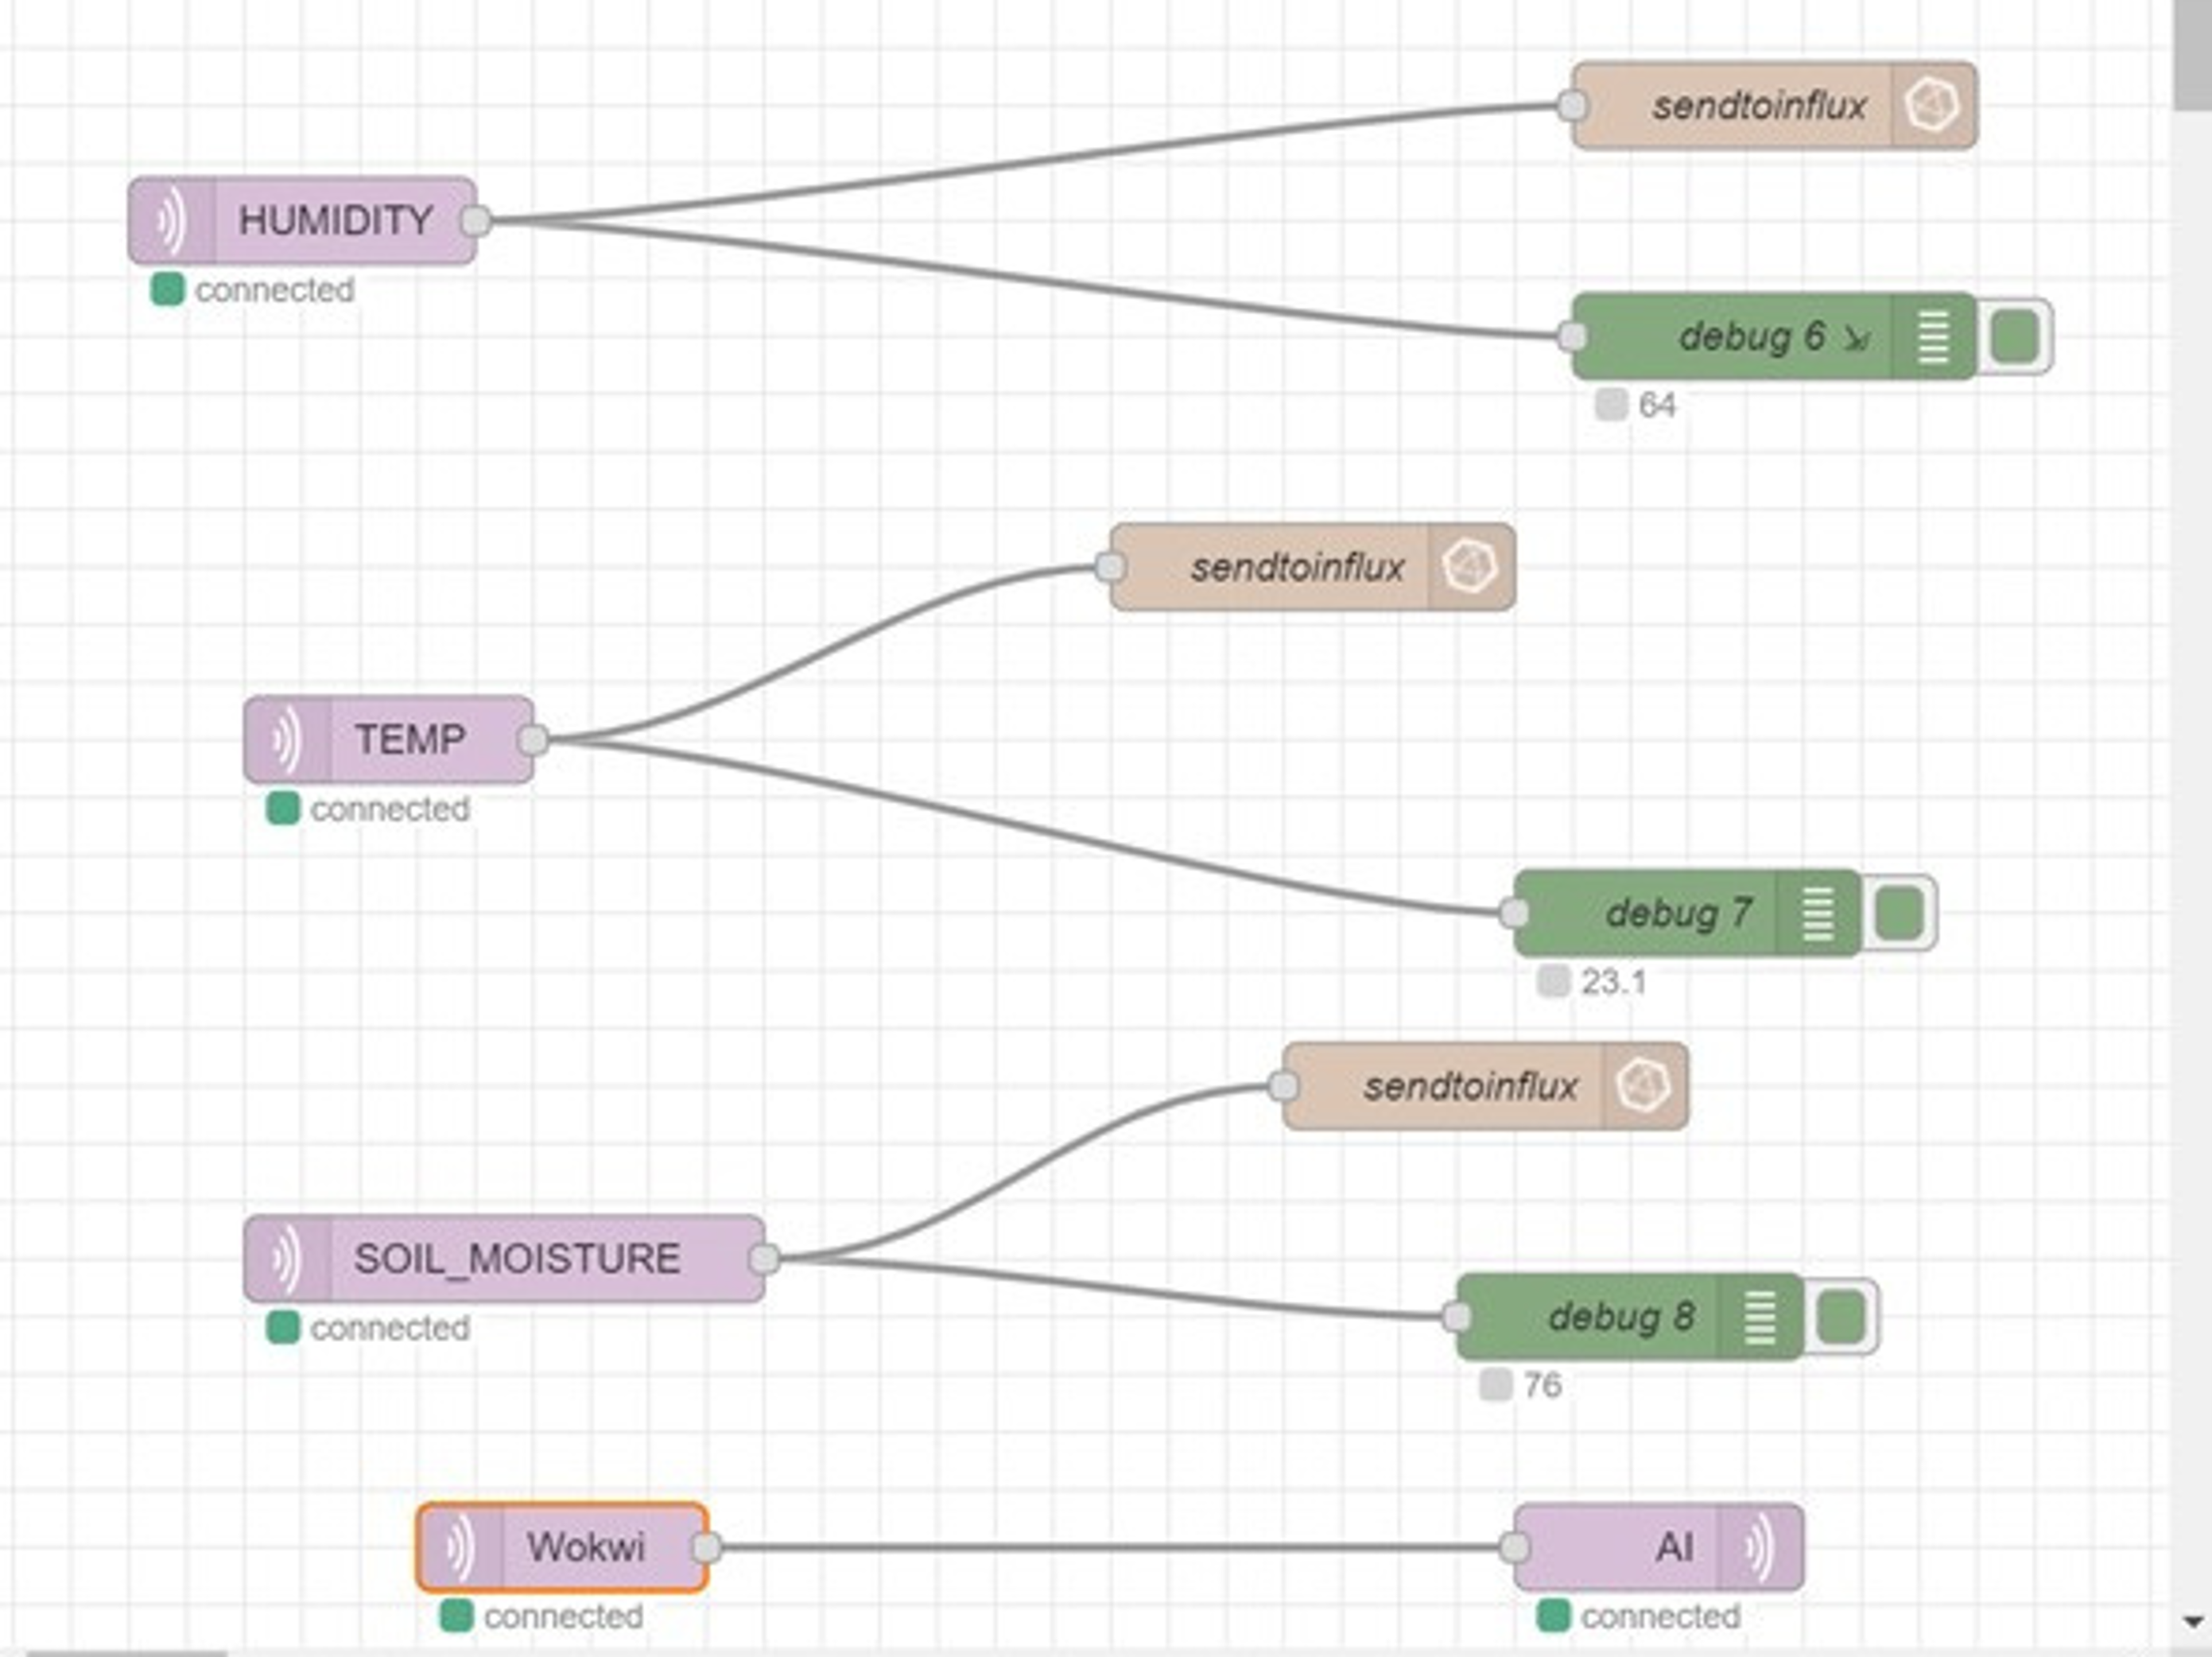 sendtoinflux
HUMIDITY
connected
debug 6
64
sendtoinflux
TEMP
connected
debug 7
23.1
sendtoinflux
SOIL_MOISTURE
connected
debug 8
76
Wokwi
connected
AI
connected